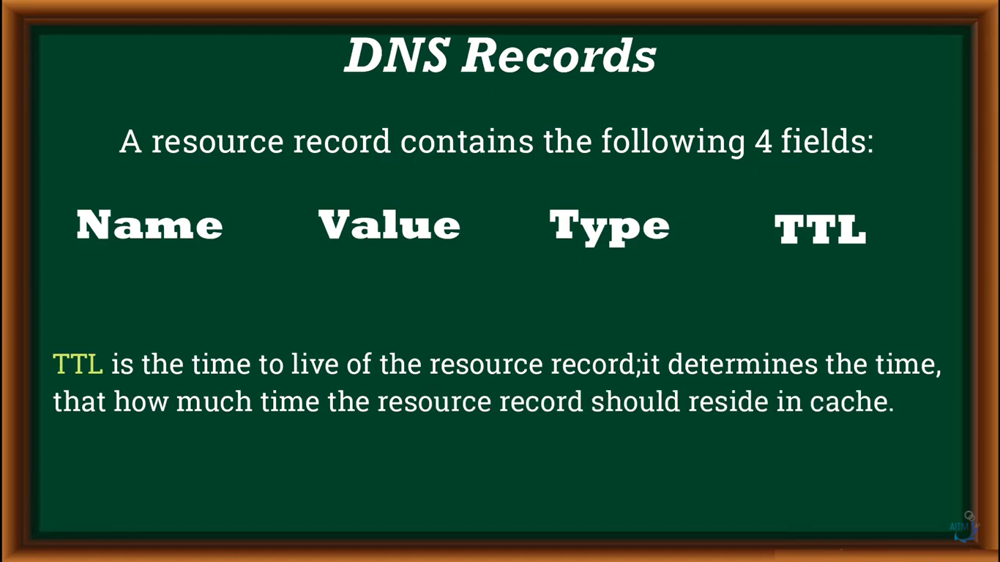 DNS Records
A resource record contains the following 4 fields:
Name Value Type TTL
TTL is the time to live of the resource record;it determines the time,
that how much time the resource record should reside in cache.
AITM